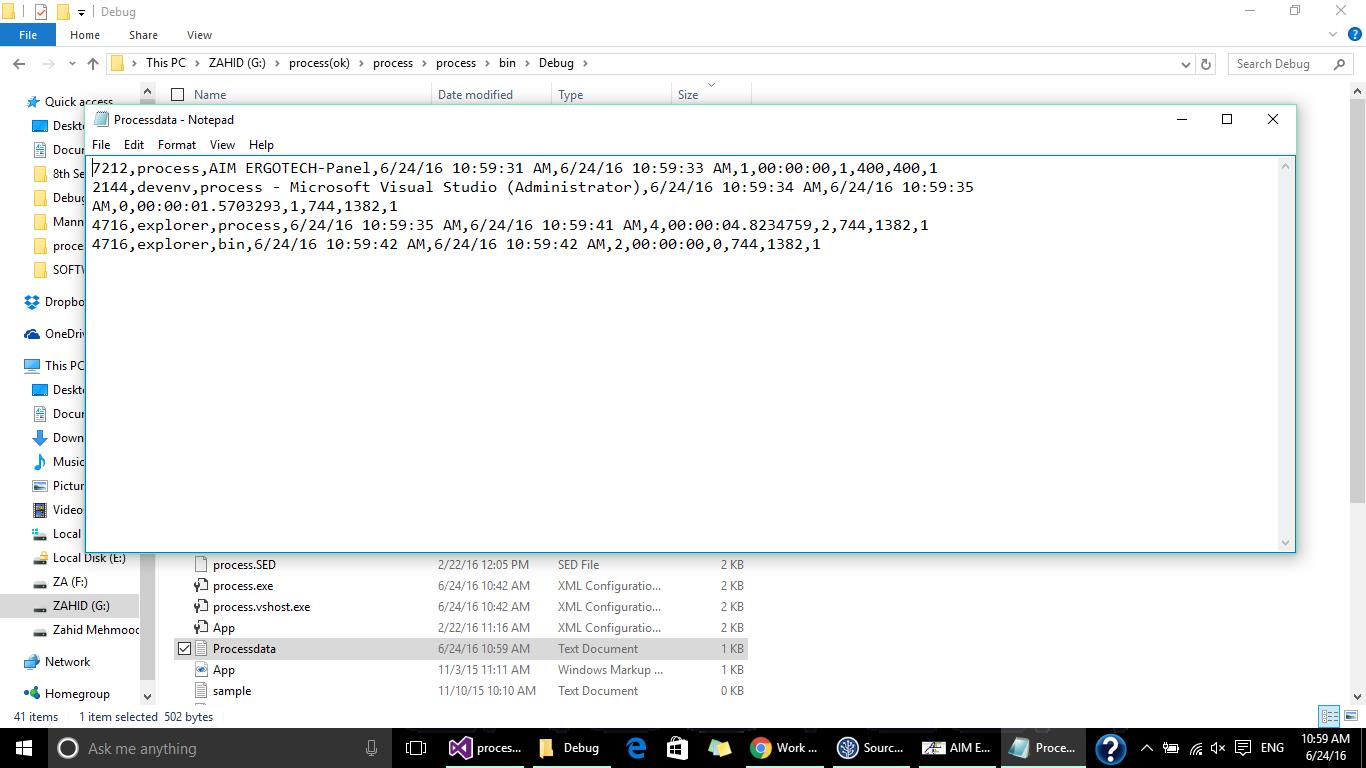 Debug
File Home Share View
This PC ZAHID (G:) process(ok) process process bin Debug
Search Debug
Name Date modified Type Size
Quick access
Processdata - Notepad
File Edit Format View Help
7212,process,AIM ERGOTECH-Panel,6/24/16 10:59:31 AM,6/24/16 10:59:33 AM,1,00:00:00,1,400,400,1
2144,devenv,process - Microsoft Visual Studio (Administrator),6/24/16 10:59:34 AM,6/24/16 10:59:35
AM,0,00:00:01.5703293,1,744,1382,1
4716,explorer,process,6/24/16 10:59:35 AM,6/24/16 10:59:41 AM,4,00:00:04.8234759,2,744,1382,1
4716,explorer,bin,6/24/16 10:59:42 AM,6/24/16 10:59:42 AM,2,00:00:00,0,744,1382,1
Deskt
Docur
8th Se
Debug
Mann
proce
SOFTW
Dropbo
OneDriv
This PC
Deskt
Docur
Down
Music
Pictur
Video
Local
Local Disk (E:)
ZA (F:)
ZAHID (G:)
Zahid Mehmood
Network
Homegroup
process.SED 2/22/16 12:05 PM SED File 2 KB
process.exe 6/24/16 10:42 AM XML Configuratio... 2 KB
process.vshost.exe 6/24/16 10:42 AM XML Configuratio... 2 KB
App 2/22/16 11:16 AM XML Configuratio... 2 KB
Processdata 6/24/16 10:59 AM Text Document 1 KB
App 11/3/15 11:11 AM Windows Markup ... 1 KB
sample 11/10/15 10:10 AM Text Document 0 KB
41 items 1 item selected 502 bytes
Ask me anything
proces...
Debug
Work ...
Sourc...
AIM E...
Proce...
ENG
10:59 AM
6/24/16